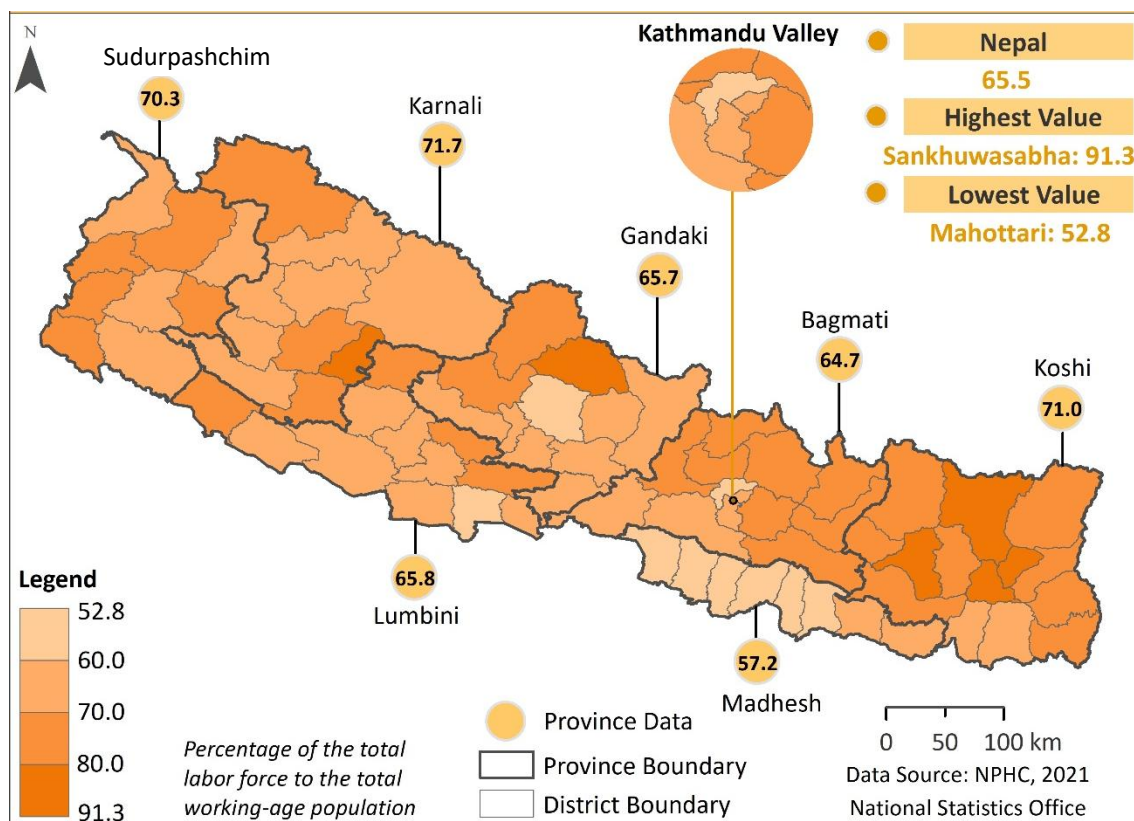 N
Sudurpashchim
70.3
Karnali
71.7
Gandaki
65.7
Kathmandu Valley
Bagmati
64.7
Koshi
71.0
Nepal
65.5
Highest Value
Sankhuwasabha: 91.3
Lowest Value
Mahottari: 52.8
65.8
Lumbini
57.2
Madhesh
Legend
52.8
60.0
70.0
80.0
91.3
Percentage of the total
labor force to the total
working-age population
Province Data
Province Boundary
District Boundary
0 50 100 km
Data Source: NPHC, 2021
National Statistics Office